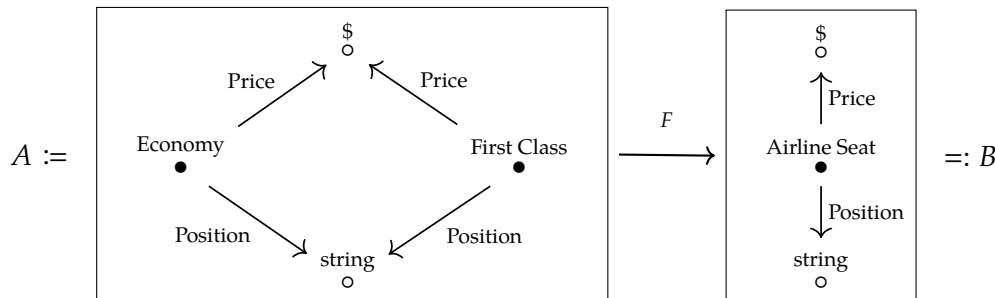 $
Price
Price
Economy
First Class
Position
Position
string
A :=
F
$
Price
Airline Seat
Position
string
=: B